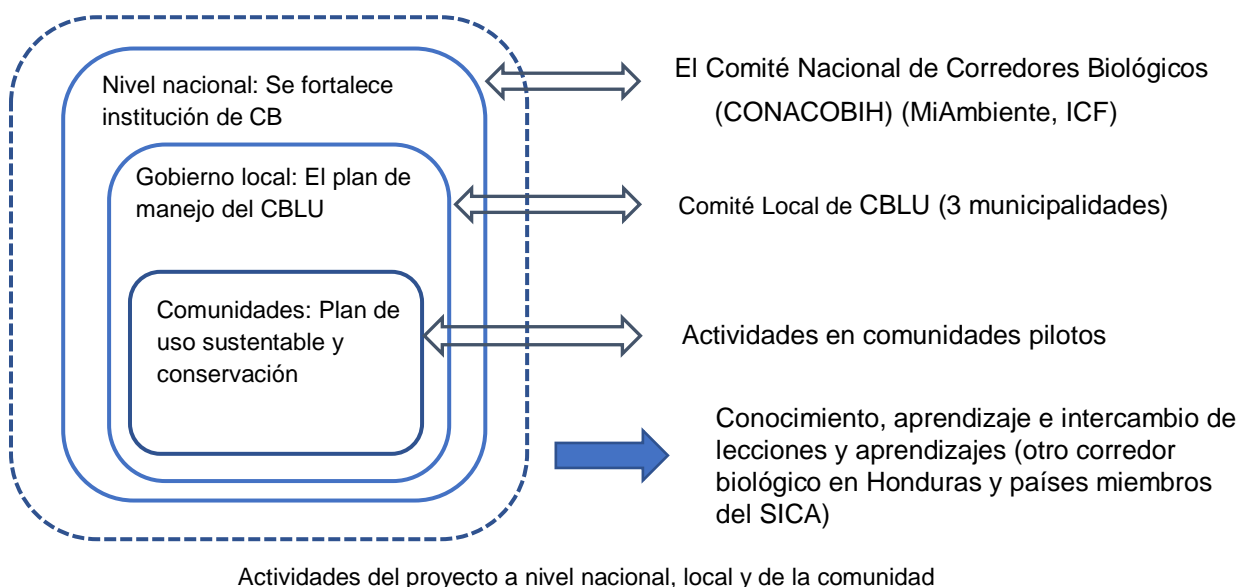 Nivel nacional: Se fortalece
institución de CB
El Comité Nacional de Corredores Biológicos
(CONACOBIH) (MiAmbiente, ICF)
Gobierno local: El plan de
manejo del CBLU
Comité Local de CBLU (3 municipalidades)
Comunidades: Plan de
uso sustentable y
conservación
Actividades en comunidades pilotos
Conocimiento, aprendizaje e intercambio de
lecciones y aprendizajes (otro corredor
biológico en Honduras y países miembros
del SICA)
Actividades del proyecto a nivel nacional, local y de la comunidad